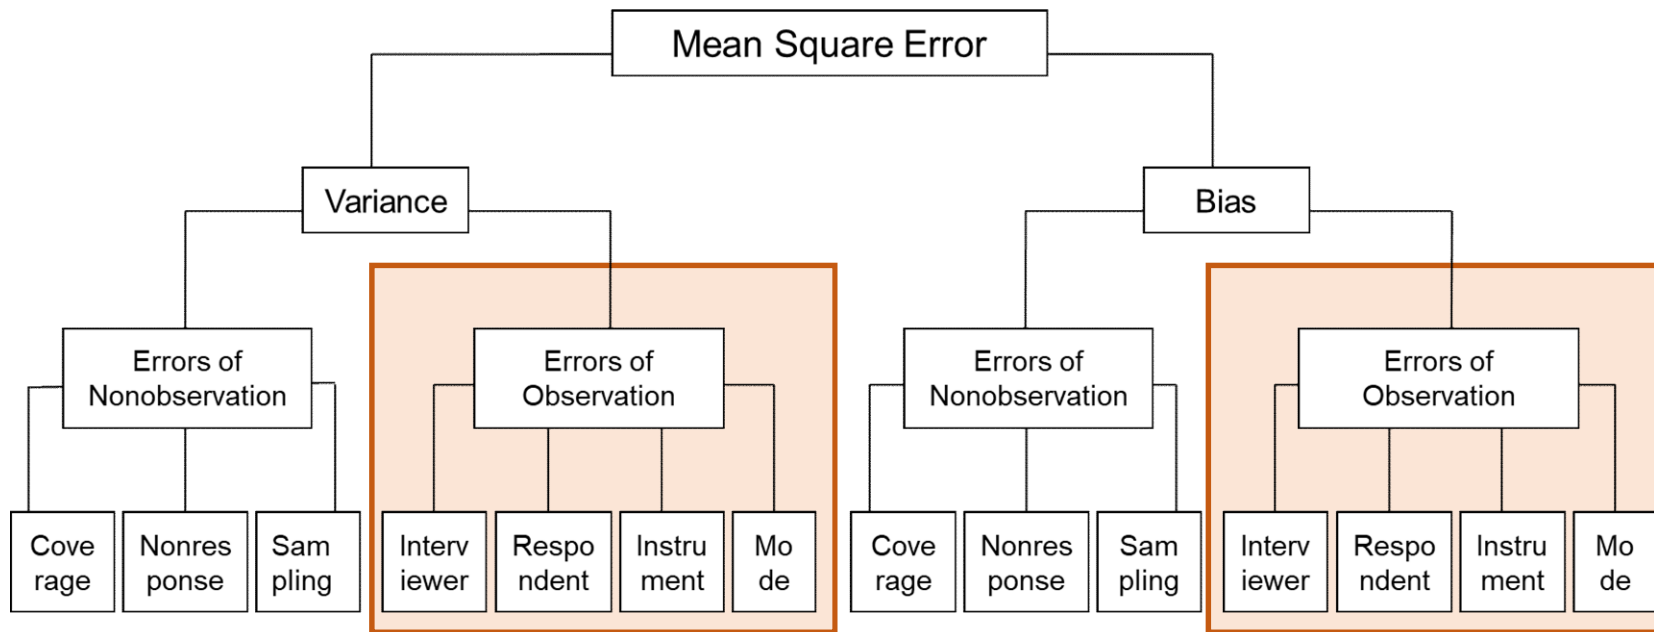 Mean Square Error
Variance
Bias
Errors of
Nonobservation
Errors of
Observation
Errors of
Nonobservation
Errors of
Observation
Cove
rage
Nonres
ponse
Sam
pling
Interv
iewer
Respo
ndent
Instru
ment
Mo
de
Cove
rage
Nonres
ponse
Sam
pling
Interv
iewer
Respo
ndent
Instru
ment
Mo
de